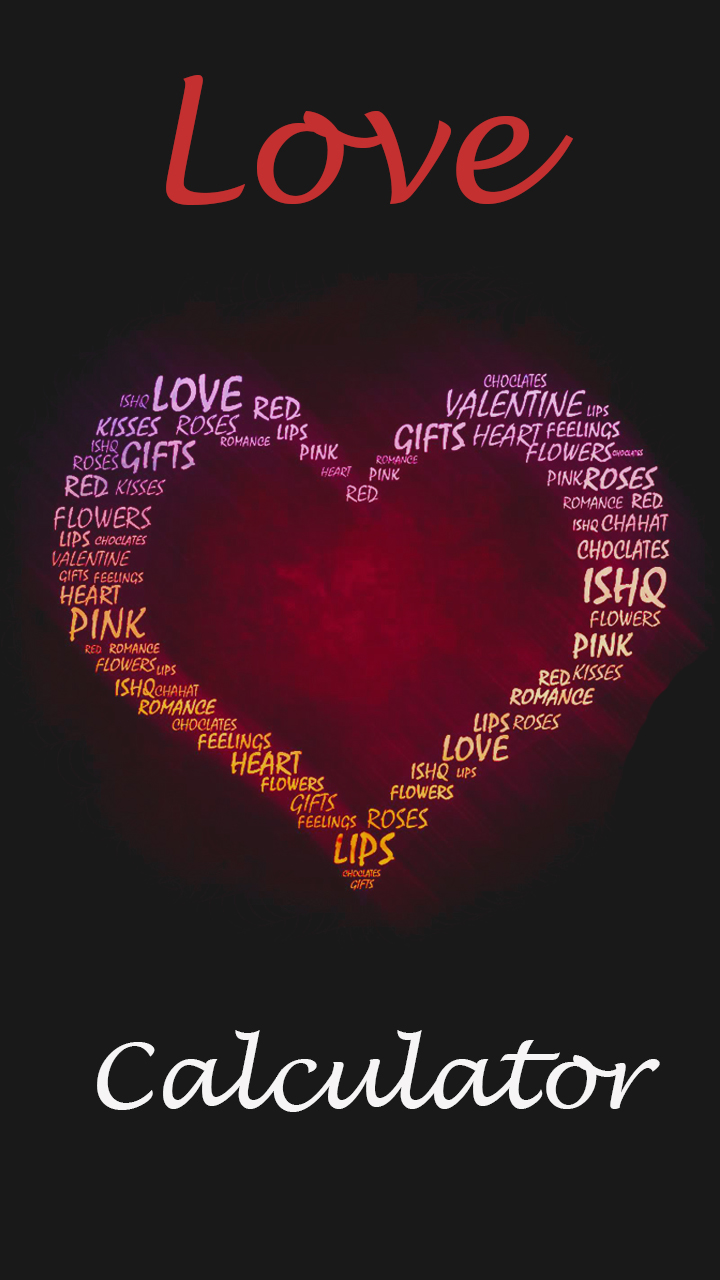 Love
CHOCLATES
ISHQ LOVE RED VALENTINE LIPS
KISSES ROSES LIPS GIFTS HEART FEELINGS
ISHQ ROMANCE PINK FLOWERS CHOCLATES
ROSES GIFTS HEART ROMANCE PINK PINK ROSES
RED KISSES RED ROMANCE RED
FLOWERS ISHQ CHAHAT
LIPS CHOCLATES CHOCLATES
VALENTINE
GIFTS FEELINGS ISHQ
HEART
PINK FLOWERS
RED ROMANCE PINK
FLOWERS LIPS RED KISSES
ISHQ CHAHAT ROMANCE
ROMANCE
CHOCLATES LIPS ROSES
FEELINGS LOVE
HEART ISHQ LIPS
FLOWERS FLOWERS
GIFTS
FEELINGS ROSES
LIPS
CHOCLATES
GIFTS
Calculator